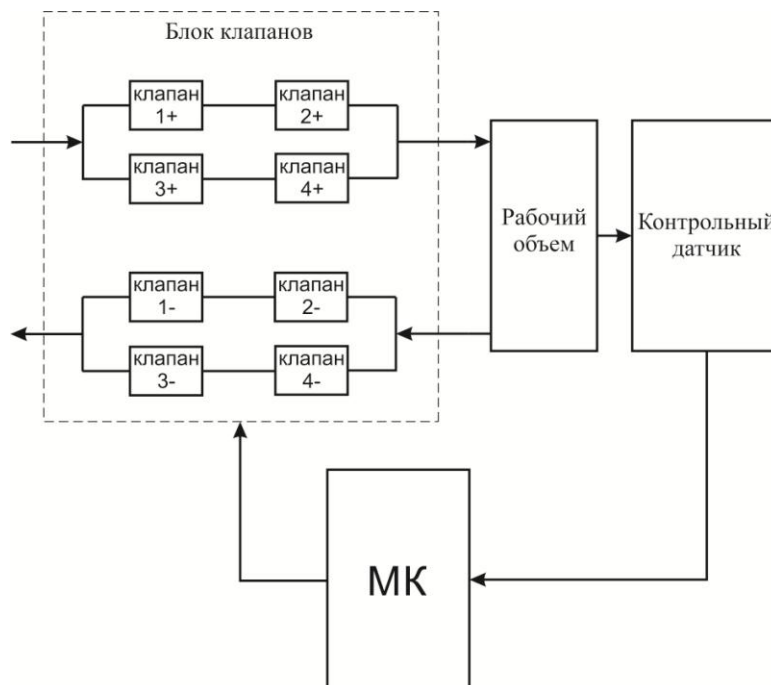 Блок клапанов
клапан
1+
клапан
2+
клапан
3+
клапан
4+
Рабочий
объем
Контрольный
датчик
клапан
1-
клапан
2-
клапан
3-
клапан
4-
МК